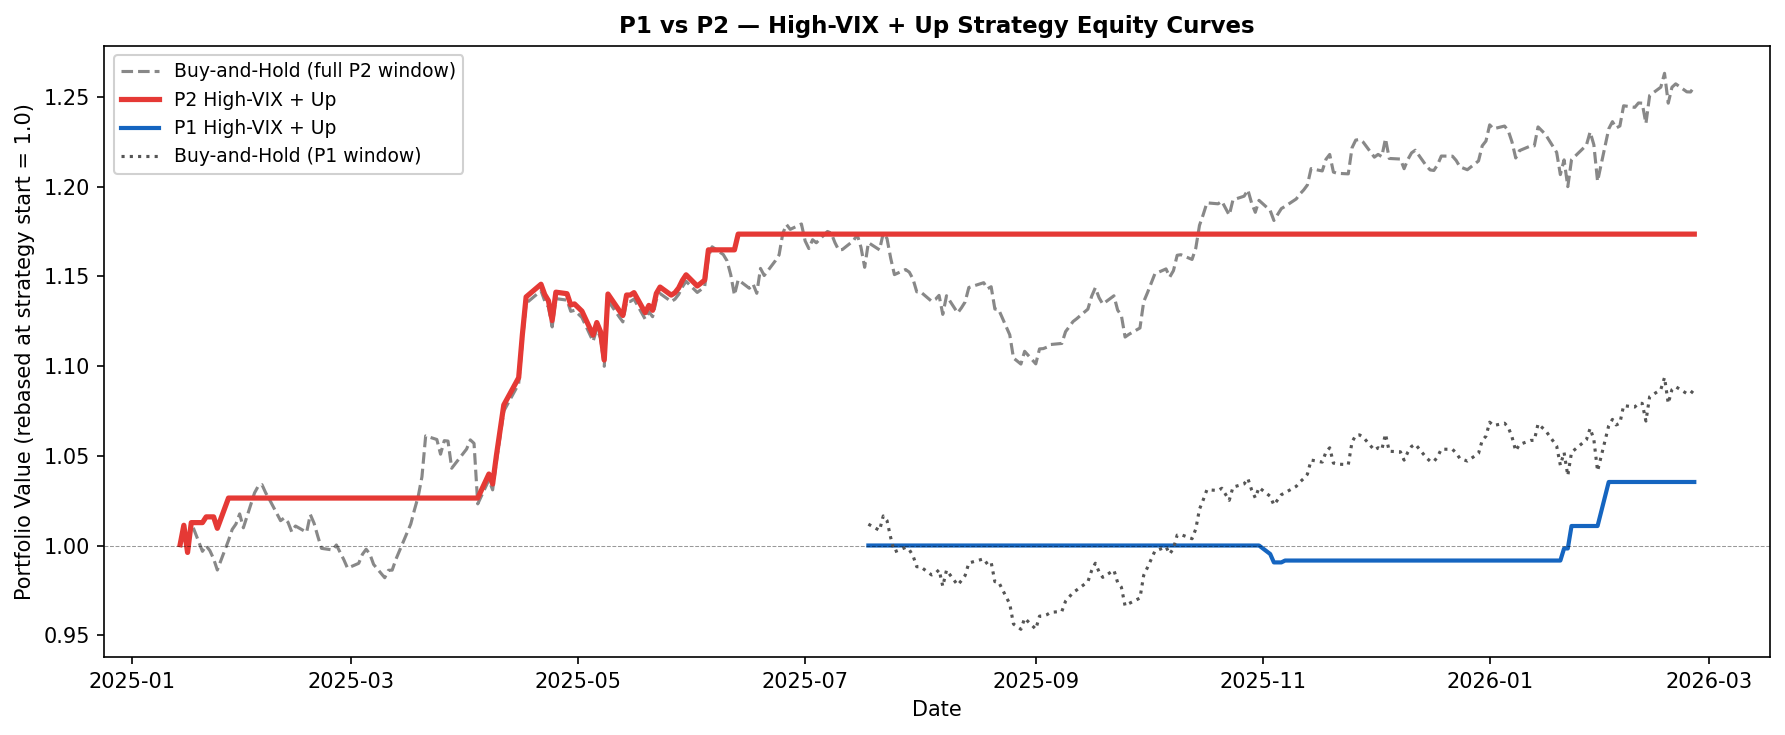 P1 vs P2 — High-VIX + Up Strategy Equity Curves
Buy-and-Hold (full P2 window)
P2 High-VIX + Up
P1 High-VIX + Up
Buy-and-Hold (P1 window)
Portfolio Value (rebased at strategy start = 1.0)
1.25
1.20
1.15
1.10
1.05
1.00
0.95
2025-01
2025-03
2025-05
2025-07
2025-09
2025-11
2026-01
2026-03
Date